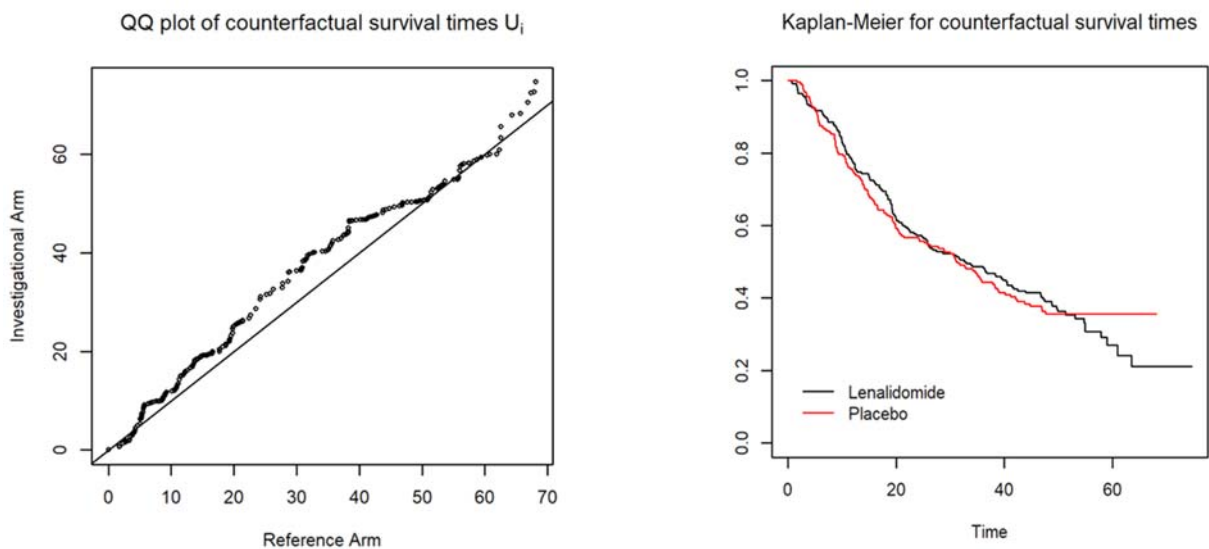 QQ plot of counterfactual survival times Ui
Investigational Arm
60
40
20
0
0 10 20 30 40 50 60 70
Reference Arm
Kaplan-Meier for counterfactual survival times
1.0
0.8
0.6
0.4
0.2
0.0
Lenalidomide
Placebo
0 20 40 60
Time